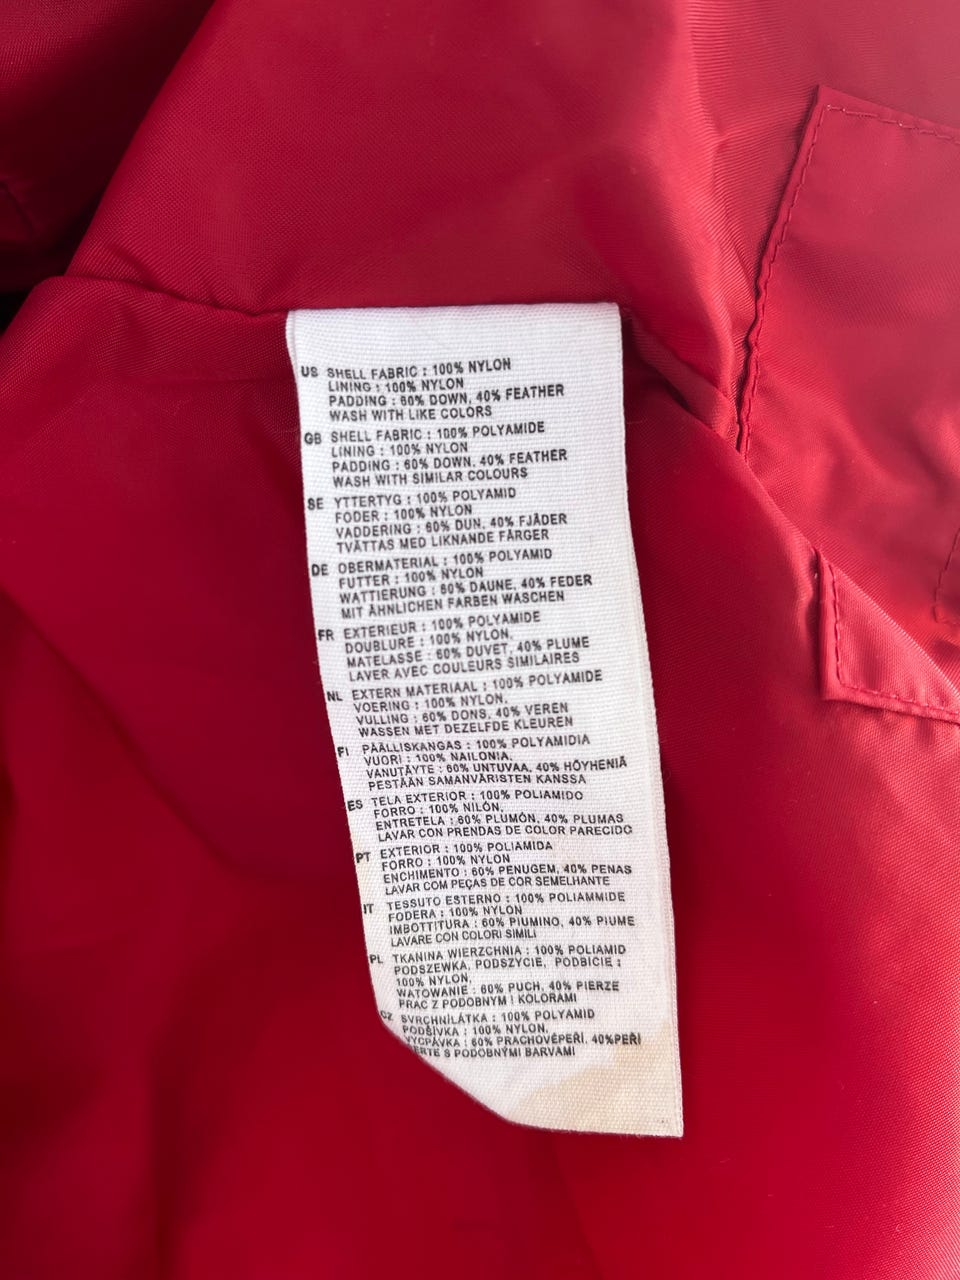 US SHELL FABRIC : 100% NYLON
LINING : 100% NYLON
PADDING : 60% DOWN, 40% FEATHER
WASH WITH LIKE COLORS
GB SHELL FABRIC : 100% POLYAMIDE
LINING : 100% NYLON
PADDING : 60% DOWN, 40% FEATHER
WASH WITH SIMILAR COLOURS
SE YTTERTYG : 100% POLYAMID
FODER : 100% NYLON
VADDERING : 60% DUN, 40% FJÄDER
TVÄTTAS MED LIKNANDE FÄRGER
DE OBERMATERIAL : 100% POLYAMID
FUTTER : 100% NYLON
WATTIERUNG : 60% DAUNE, 40% FEDER
MIT ÄHNLICHEN FARBEN WASCHEN
FR EXTERIEUR : 100% POLYAMIDE
DOUBLURE : 100% NYLON,
MATELASSE : 60% DUVET, 40% PLUME
LAVER AVEC COULEURS SIMILAIRES
NL EXTERN MATERIAAL : 100% POLYAMIDE
VOERING : 100% NYLON,
VULLING : 60% DONS, 40% VEREN
WASSEN MET DEZELFDE KLEUREN
FI PÄÄLLISKANGAS : 100% POLYAMIDIA
VUORI : 100% NAILONIA,
VANUTÄYTE : 60% UNTUVAA, 40% HÖYHENIÄ
PESTÄÄN SAMANVÄRISTEN KANSSA
ES TELA EXTERIOR : 100% POLIAMIDO
FORRO : 100% NILÓN,
ENTRETELA : 60% PLUMÓN, 40% PLUMAS
LAVAR CON PRENDAS DE COLOR PARECIDO
PT EXTERIOR : 100% POLIAMIDA
FORRO : 100% NYLON
ENCHIMENTO : 60% PENUGEM, 40% PENAS
LAVAR COM PEÇAS DE COR SEMELHANTE
IT TESSUTO ESTERNO : 100% POLIAMMIDE
FODERA : 100% NYLON
IMBOTTITURA : 60% PIUMINO, 40% PIUME
LAVARE CON COLORI SIMILI
PL TKANINA WIERZCHNIA : 100% POLIAMID
PODSZEWKA, PODSZYCIE, PODBICIE :
100% NYLON,
WATOWANIE : 60% PUCH, 40% PIERZE
PRAC Z PODOBNYM I KOLORAMI
CZ SVRCHNÍLÁTKA : 100% POLYAMID
PODŠÍVKA : 100% NYLON,
VYCPÁVKA : 60% PRACHOVÉPEŘÍ, 40%PEŘÍ
S PODOBNÝMI BARVAMI